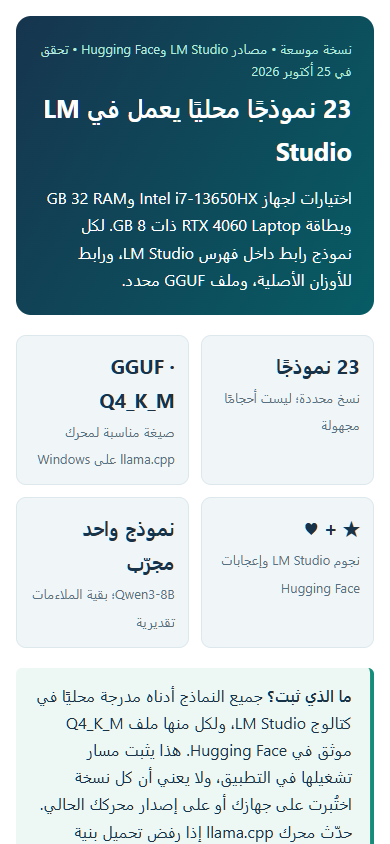 نسخة موسعة • مصادر LM Studio وHugging Face • تحقق
في 25 أكتوبر 2026
23 نموذجًا محليًا يعمل في LM
Studio
اختيارات لجهاز Intel i7-13650HX و32 GB RAM
وبطاقة RTX 4060 Laptop ذات 8 GB. لكل
نموذج رابط داخل فهرس LM Studio، ورابط
للأوزان الأصلية، وملف GGUF محدد.
23 نموذجًا
نسخ محددة؛ ليست أحجامًا
مجهولة
GGUF ·
Q4_K_M
صيغة مناسبة لمحرك
llama.cpp على Windows
★ + ♥
نجوم LM Studio وإعجابات
Hugging Face
نموذج واحد
مجرّب
Qwen3-8B؛ بقية الملاءمات
تقديرية
ما الذي ثبت؟ جميع النماذج أدناه مدرجة محليًا في
كتالوج LM Studio، ولكل منها ملف Q4_K_M
موثق في Hugging Face. هذا يثبت مسار
تشغيلها في التطبيق، ولا يعني أن كل نسخة
اختُبرت على جهازك أو على إصدار محركك الحالي.
حدّث محرك llama.cpp إذا رفض تحميل بنية